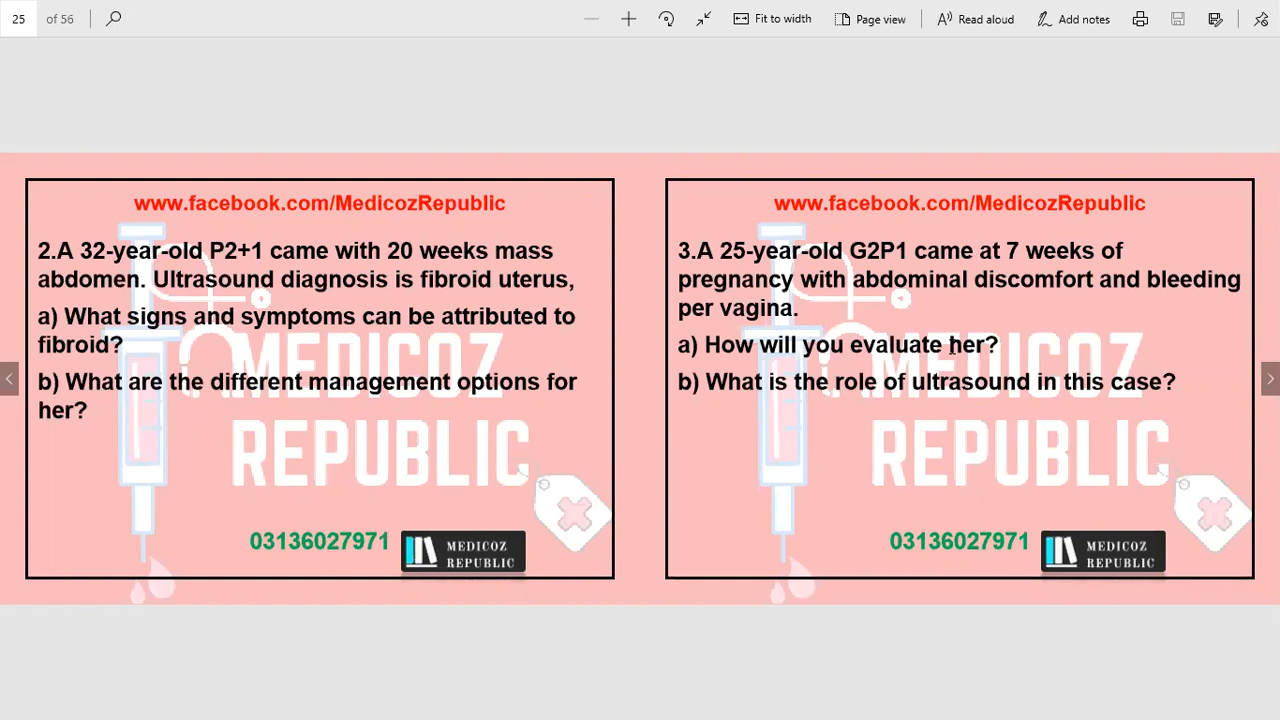 25 of 56 Fit to width Page view Read aloud Add notes
www.facebook.com/MedicozRepublic
2.A 32-year-old P2+1 came with 20 weeks mass
abdomen. Ultrasound diagnosis is fibroid uterus,
a) What signs and symptoms can be attributed to
fibroid?
b) What are the different management options for
her?
MEDICOZ
REPUBLIC
03136027971
MEDICOZ
REPUBLIC
www.facebook.com/MedicozRepublic
3.A 25-year-old G2P1 came at 7 weeks of
pregnancy with abdominal discomfort and bleeding
per vagina.
a) How will you evaluate her?
b) What is the role of ultrasound in this case?
MEDICOZ
REPUBLIC
03136027971
MEDICOZ
REPUBLIC